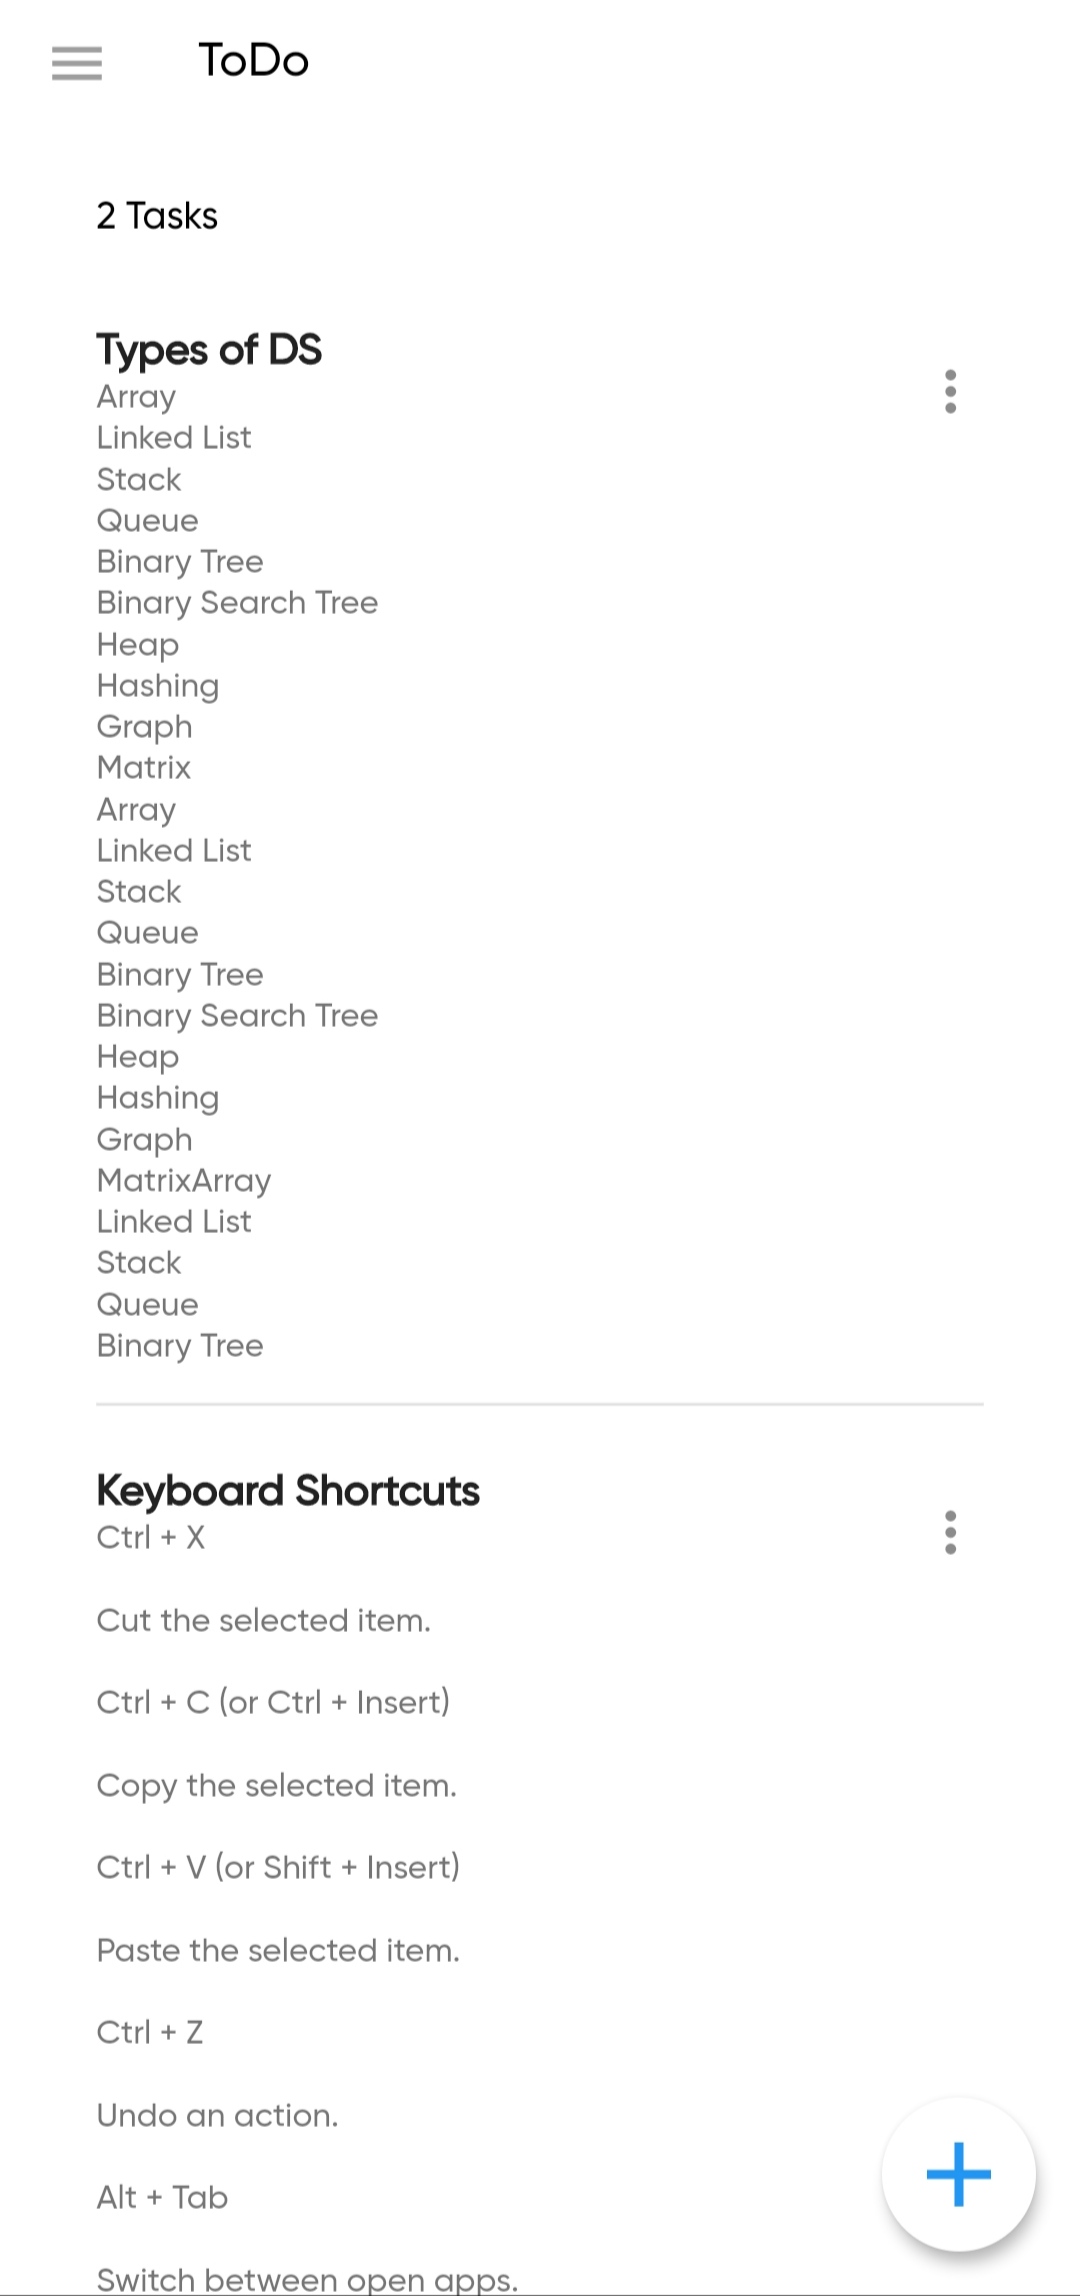 ToDo
2 Tasks
Types of DS
Array
Linked List
Stack
Queue
Binary Tree
Binary Search Tree
Heap
Hashing
Graph
Matrix
Array
Linked List
Stack
Queue
Binary Tree
Binary Search Tree
Heap
Hashing
Graph
MatrixArray
Linked List
Stack
Queue
Binary Tree
Keyboard Shortcuts
Ctrl + X
Cut the selected item.
Ctrl + C (or Ctrl + Insert)
Copy the selected item.
Ctrl + V (or Shift + Insert)
Paste the selected item.
Ctrl + Z
Undo an action.
Alt + Tab
Switch between open apps.